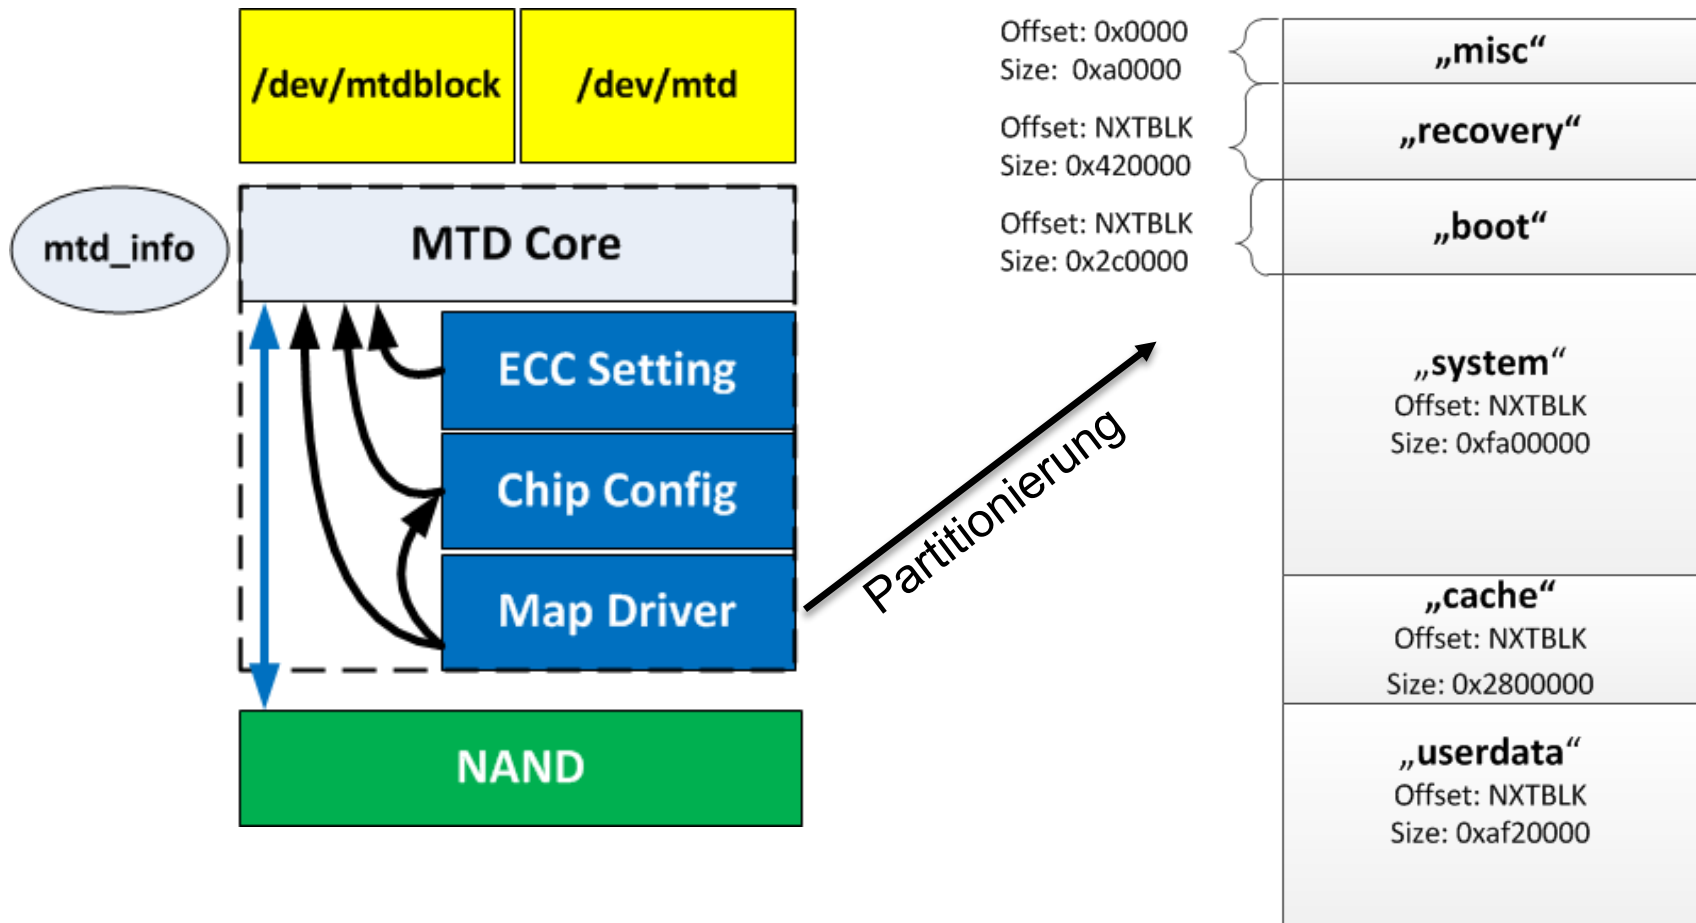 /dev/mtdblock
/dev/mtd
mtd_info
MTD Core
ECC Setting
Chip Config
Map Driver
NAND
Partitionierung
Offset: 0x0000
Size: 0xa0000
„misc“
Offset: NXTBLK
Size: 0x420000
„recovery“
Offset: NXTBLK
Size: 0x2c0000
„boot“
„system“
Offset: NXTBLK
Size: 0xfa00000
„cache“
Offset: NXTBLK
Size: 0x2800000
„userdata“
Offset: NXTBLK
Size: 0xaf20000